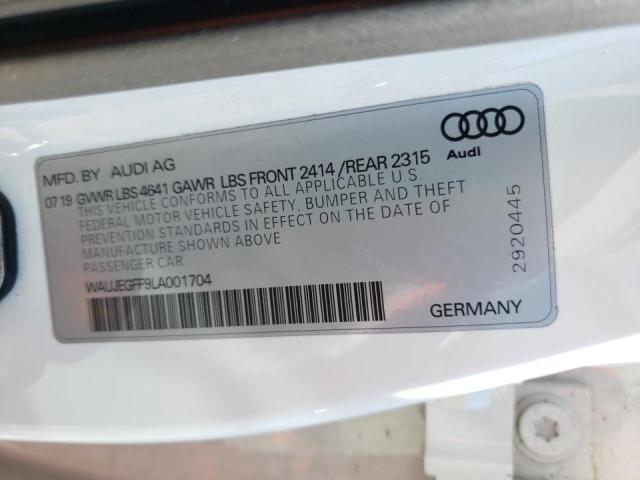 MFD. BY AUDI AG
Audi
0719 GVWR LBS 4641 GAWR LBS FRONT 2414 /REAR 2315
THIS VEHICLE CONFORMS TO ALL APPLICABLE U.S.
FEDERAL MOTOR VEHICLE SAFETY, BUMPER AND THEFT
PREVENTION STANDARDS IN EFFECT ON THE DATE OF
MANUFACTURE SHOWN ABOVE
PASSENGER CAR
WAUJEGFF9LA001704
GERMANY
2920445